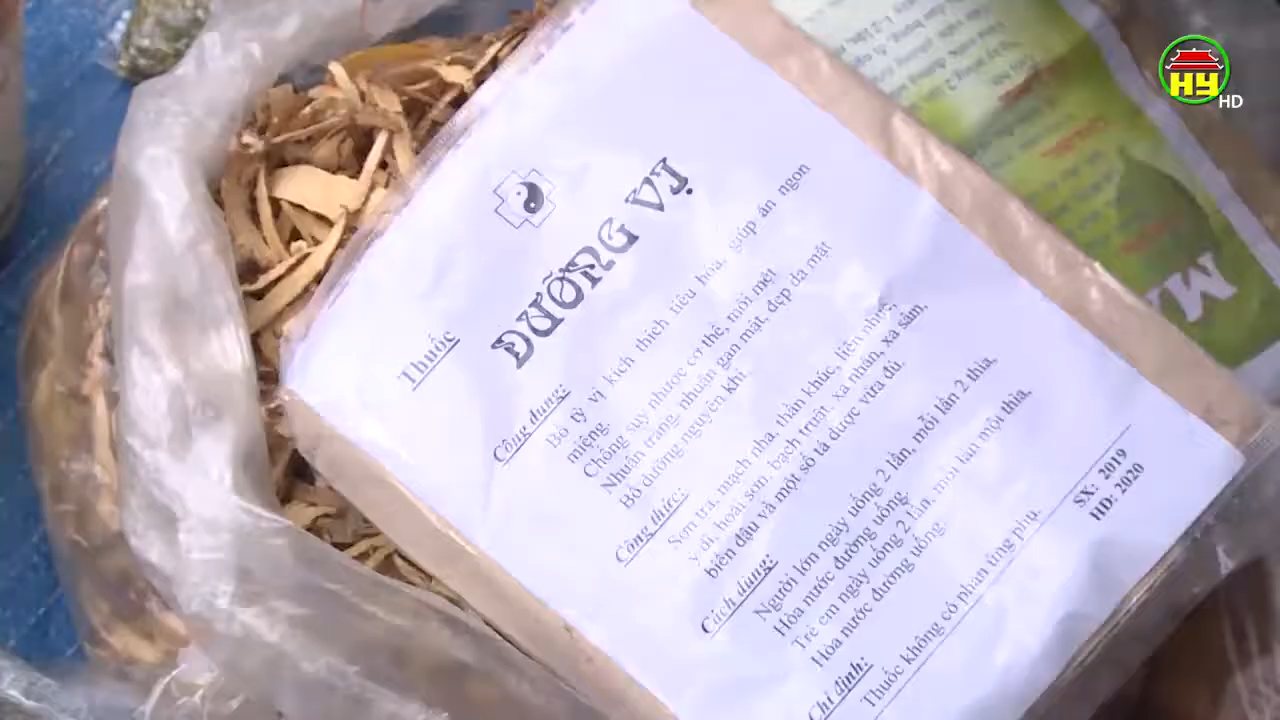 HY
HD
Thuốc
DƯỠNG VỊ
Công dụng:
Bổ tỳ vị kích thích tiêu hóa, giúp ăn ngon
miệng.
Chống suy nhược cơ thể, mỏi mệt
Nhuận tràng, nhuận gan mật, đẹp da mặt
Bồi dưỡng nguyên khí.
Công thức:
Sơn tra, mạch nha, thần khúc, liên nhục,
ý dĩ, hoài sơn, bạch truật, xa nhân, xa sâm,
biển đậu và một số tá dược vừa đủ.
Cách dùng:
Người lớn ngày uống 2 lần, mỗi lần 2 thìa,
Hòa nước đường uống.
Trẻ em ngày uống 2 lần, mỗi lần một thìa,
Hòa nước đường uống.
Chỉ định:
Thuốc không có phản ứng phụ.
SX: 2019
HD: 2020